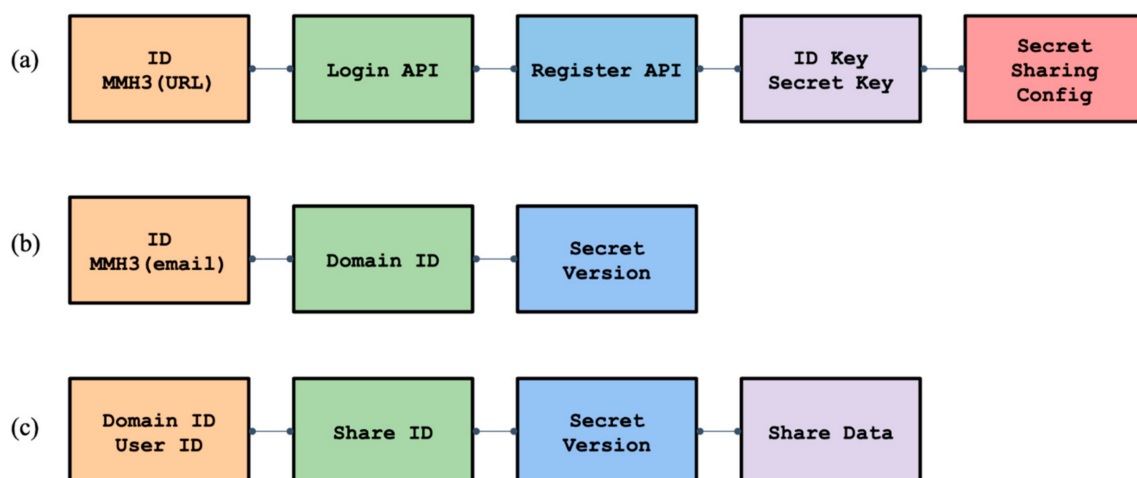 (a)
ID
MMH3(URL)
Login API
Register API
ID Key
Secret Key
Secret
Sharing
Config
(b)
ID
MMH3(email)
Domain ID
Secret
Version
(c)
Domain ID
User ID
Share ID
Secret
Version
Share Data